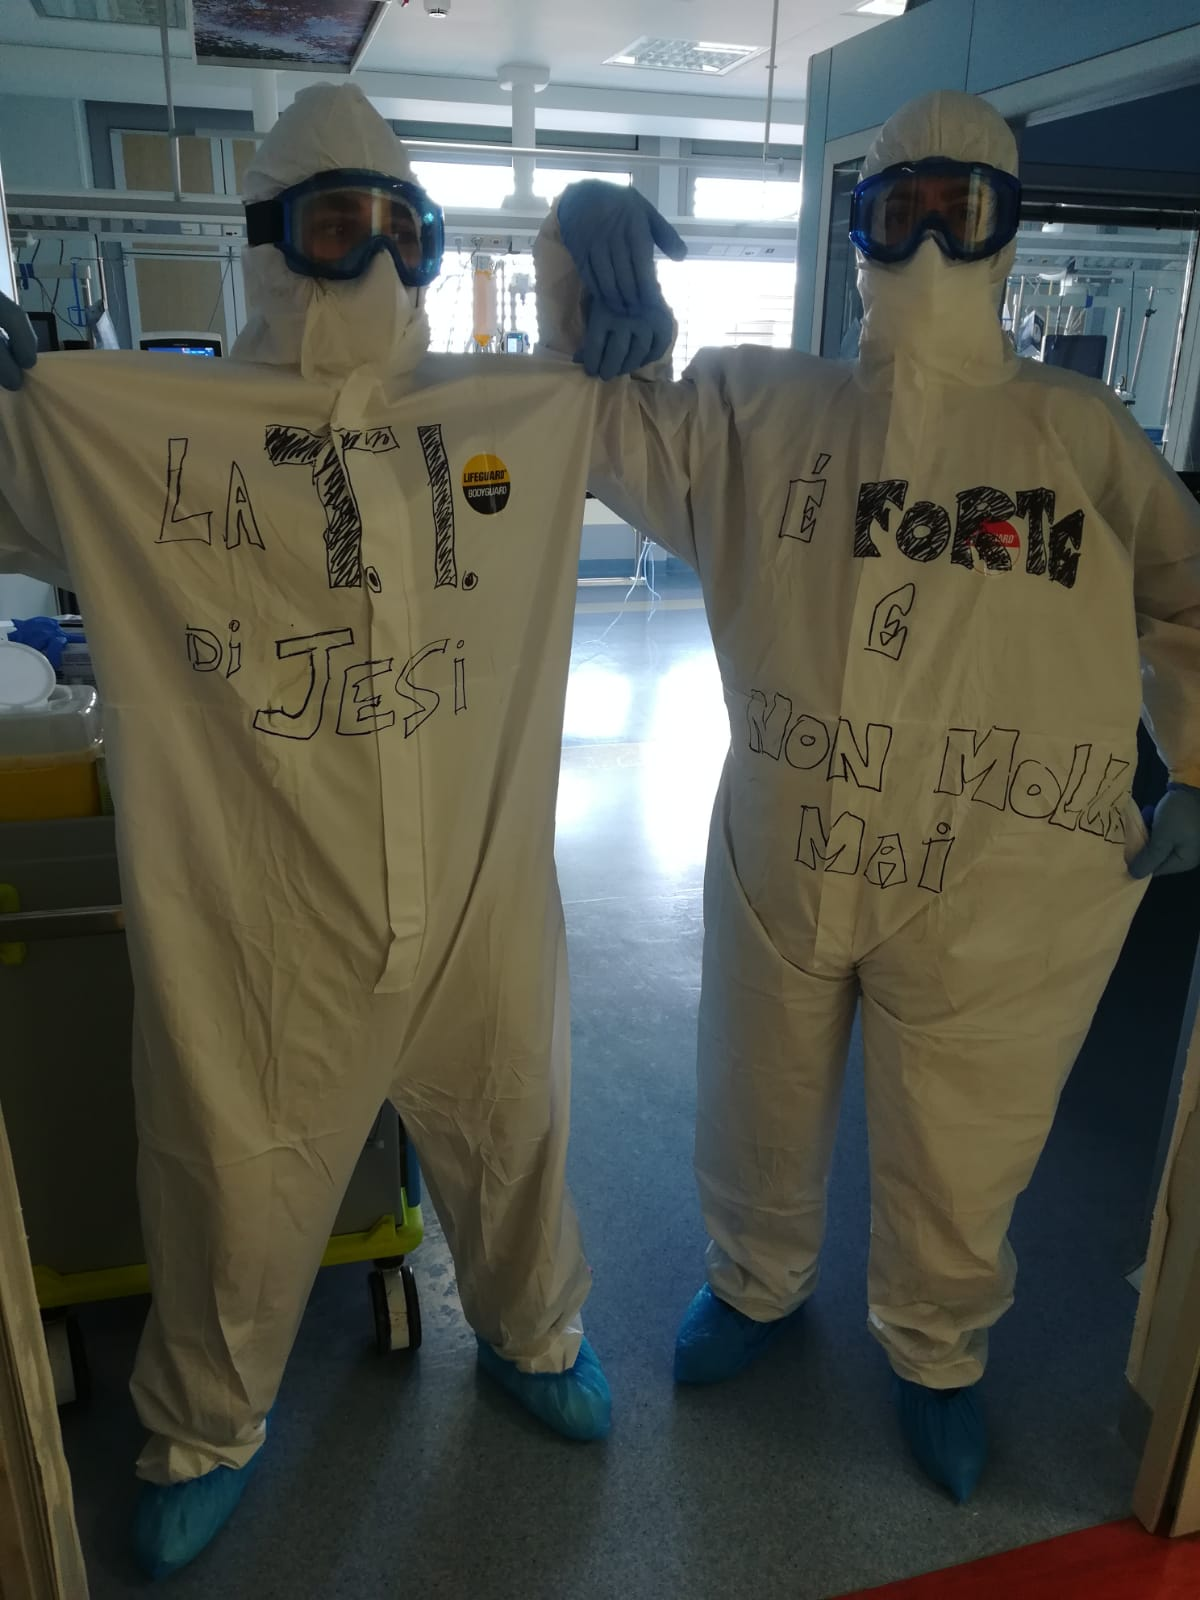 LA T.I.
Di JESi
LIFEGUARD
BODYGUARD
É FORTE
E
NON MOLLA
MAi